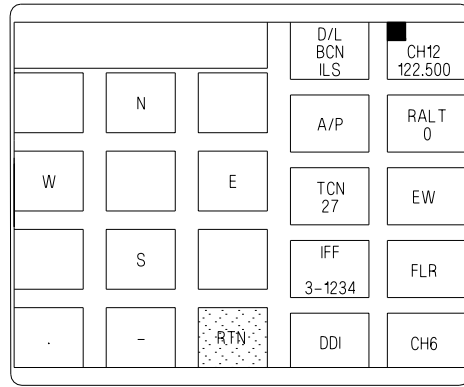 D/L
BCN
ILS
CH12
122.500
N
A/P
RALT
0
W
E
TCN
27
EW
S
IFF
3-1234
FLR
.
-
RTN
DDI
CH6